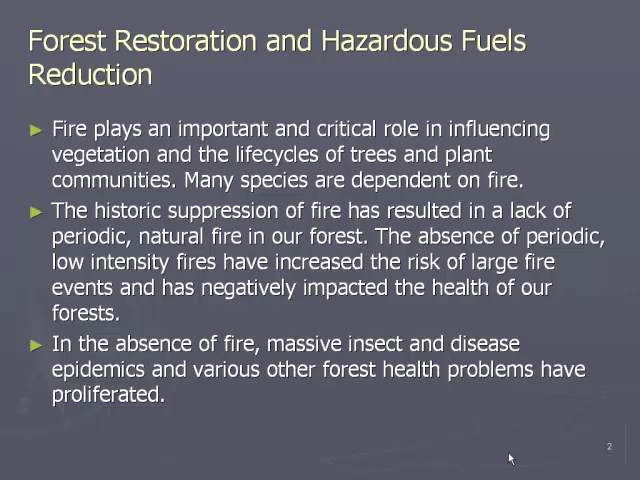 Forest Restoration and Hazardous Fuels
Reduction
► Fire plays an important and critical role in influencing
vegetation and the lifecycles of trees and plant
communities. Many species are dependent on fire.
► The historic suppression of fire has resulted in a lack of
periodic, natural fire in our forest. The absence of periodic,
low intensity fires have increased the risk of large fire
events and has negatively impacted the health of our
forests.
► In the absence of fire, massive insect and disease
epidemics and various other forest health problems have
proliferated.
2